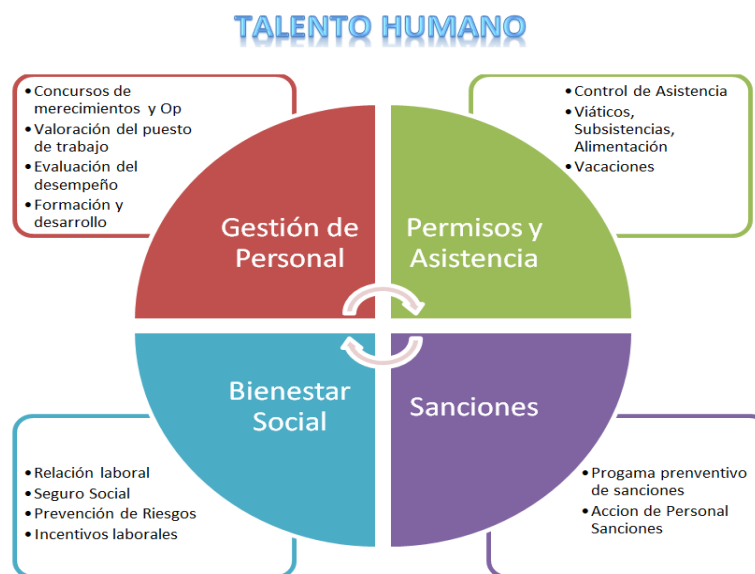 TALENTO HUMANO
• Concursos de
merecimientos y Op
• Valoración del puesto
de trabajo
• Evaluación del
desempeño
• Formación y
desarrollo
• Control de Asistencia
• Viáticos,
Subsistencias,
Alimentación
• Vacaciones
Gestión de
Personal
Permisos y
Asistencia
Bienestar
Social
Sanciones
• Relación laboral
• Seguro Social
• Prevención de Riesgos
• Incentivos laborales
• Progama prenventivo
de sanciones
• Accion de Personal
Sanciones